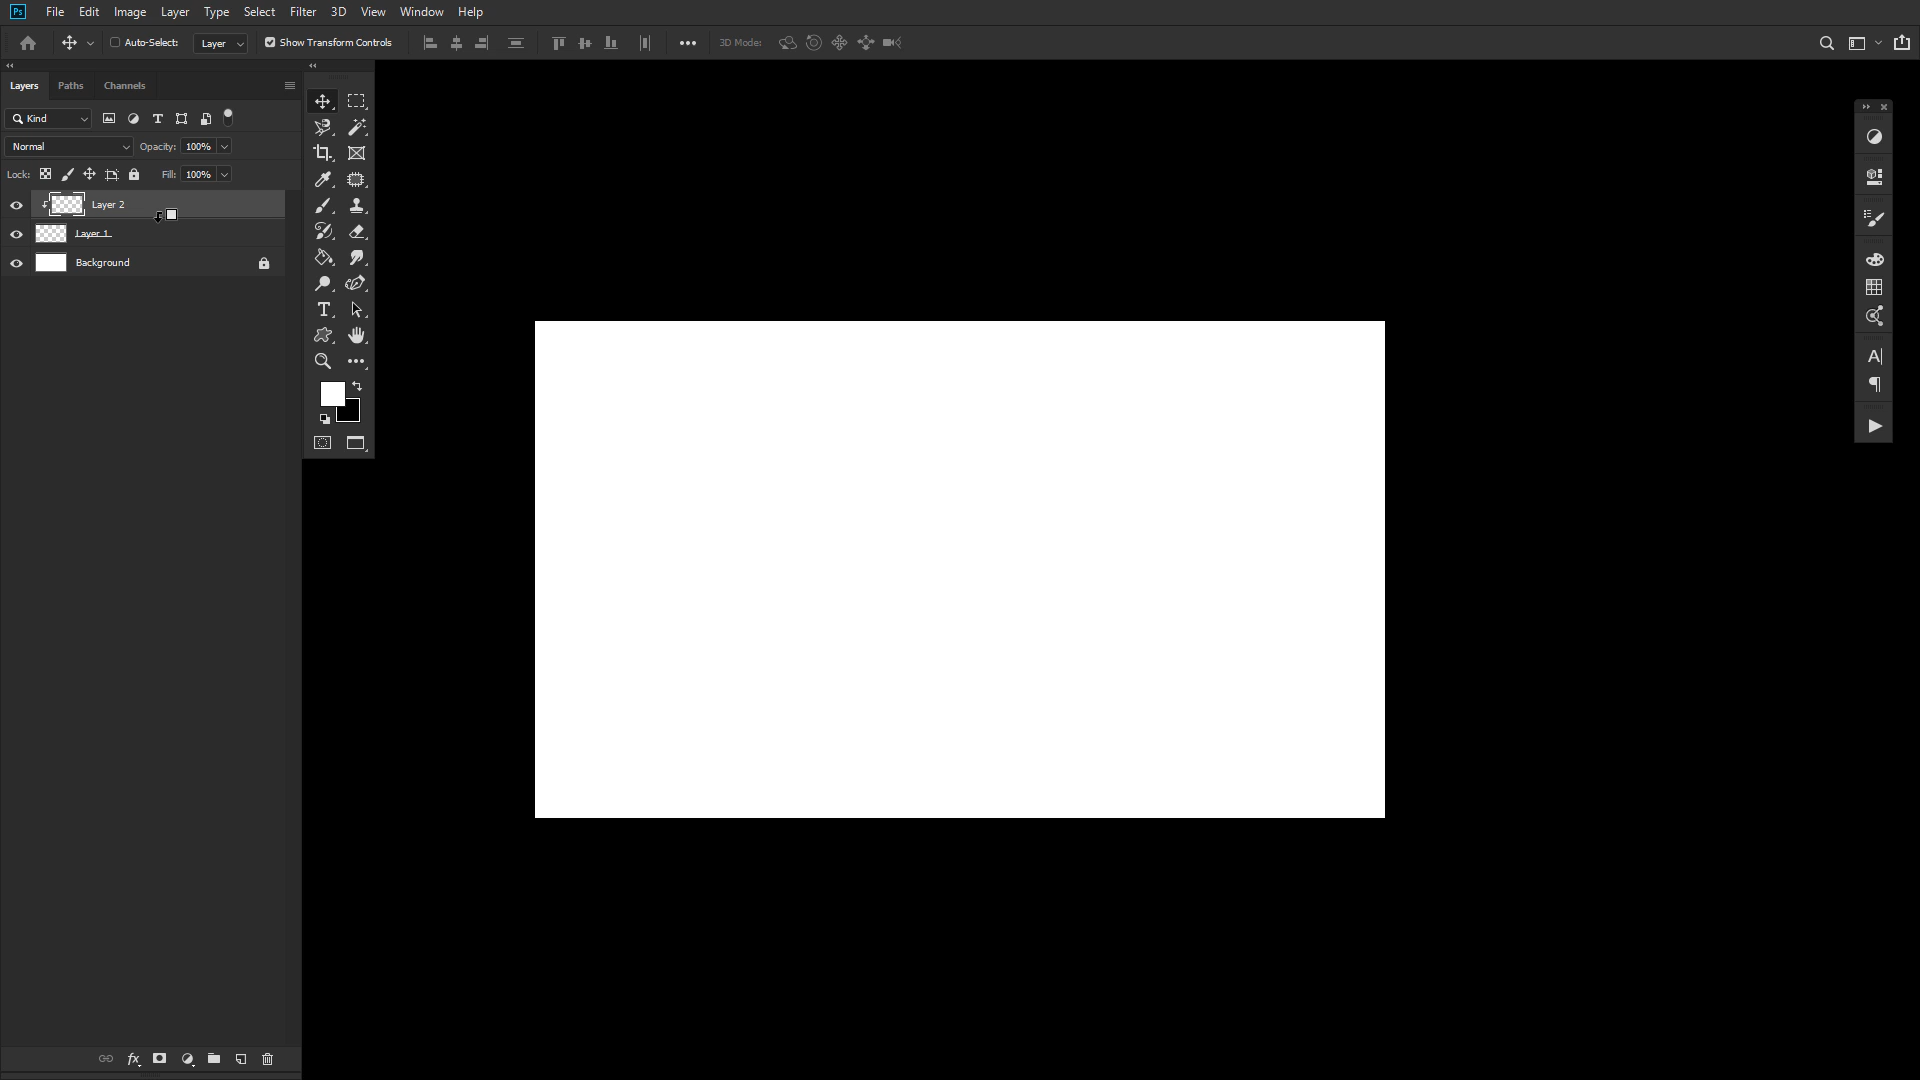 Ps File Edit Image Layer Type Select Filter 3D View Window Help
Auto-Select: Layer Show Transform Controls 3D Mode:
Layers Paths Channels
Kind
Normal Opacity: 100%
Lock: Fill: 100%
Layer 2
Layer 1
Background